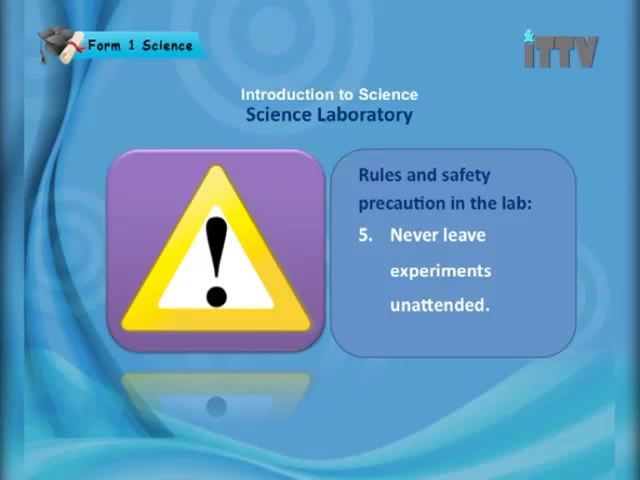 Form 1 Science
iTTV
Introduction to Science
Science Laboratory
!
Rules and safety
precaution in the lab:
5. Never leave
experiments
unattended.